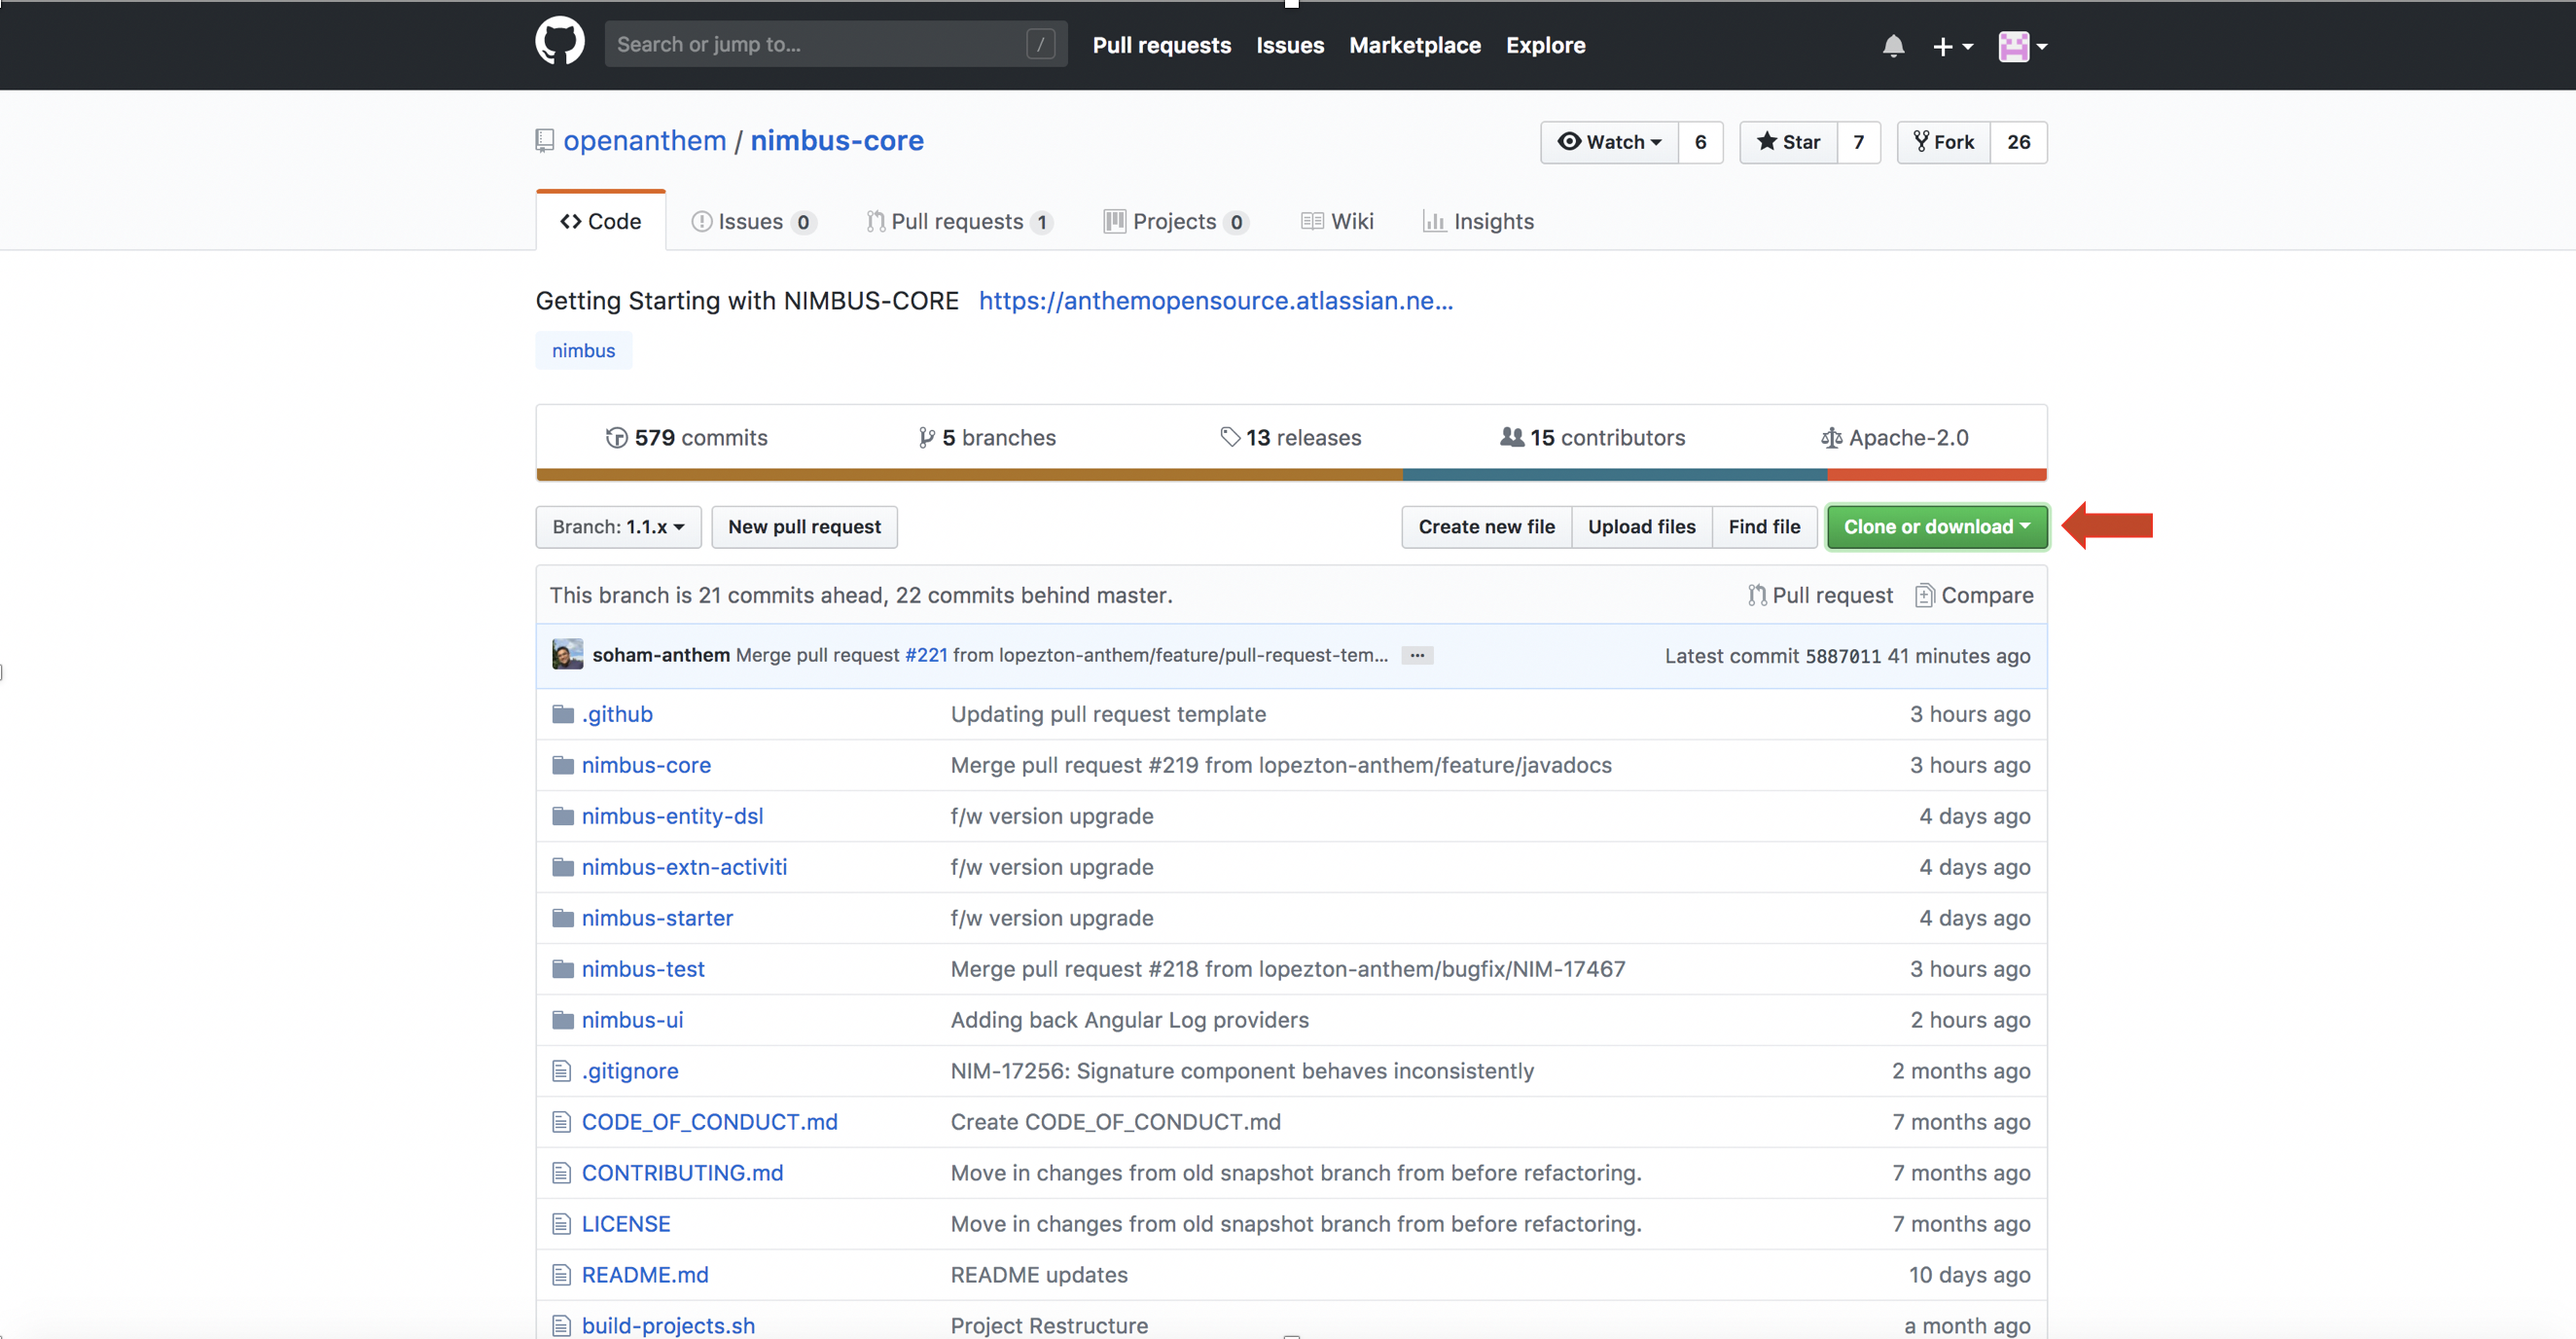 Search or jump to... / Pull requests Issues Marketplace Explore
openanthem / nimbus-core Watch 6 Star 7 Fork 26
Code Issues 0 Pull requests 1 Projects 0 Wiki Insights
Getting Starting with NIMBUS-CORE https://anthemopensource.atlassian.ne...
nimbus
579 commits 5 branches 13 releases 15 contributors Apache-2.0
Branch: 1.1.x New pull request Create new file Upload files Find file Clone or download
This branch is 21 commits ahead, 22 commits behind master. Pull request Compare
soham-anthem Merge pull request #221 from lopezton-anthem/feature/pull-request-tem... ... Latest commit 5887011 41 minutes ago
.github Updating pull request template 3 hours ago
nimbus-core Merge pull request #219 from lopezton-anthem/feature/javadocs 3 hours ago
nimbus-entity-dsl f/w version upgrade 4 days ago
nimbus-extn-activiti f/w version upgrade 4 days ago
nimbus-starter f/w version upgrade 4 days ago
nimbus-test Merge pull request #218 from lopezton-anthem/bugfix/NIM-17467 3 hours ago
nimbus-ui Adding back Angular Log providers 2 hours ago
.gitignore NIM-17256: Signature component behaves inconsistently 2 months ago
CODE_OF_CONDUCT.md Create CODE_OF_CONDUCT.md 7 months ago
CONTRIBUTING.md Move in changes from old snapshot branch from before refactoring. 7 months ago
LICENSE Move in changes from old snapshot branch from before refactoring. 7 months ago
README.md README updates 10 days ago
build-projects.sh Project Restructure a month ago